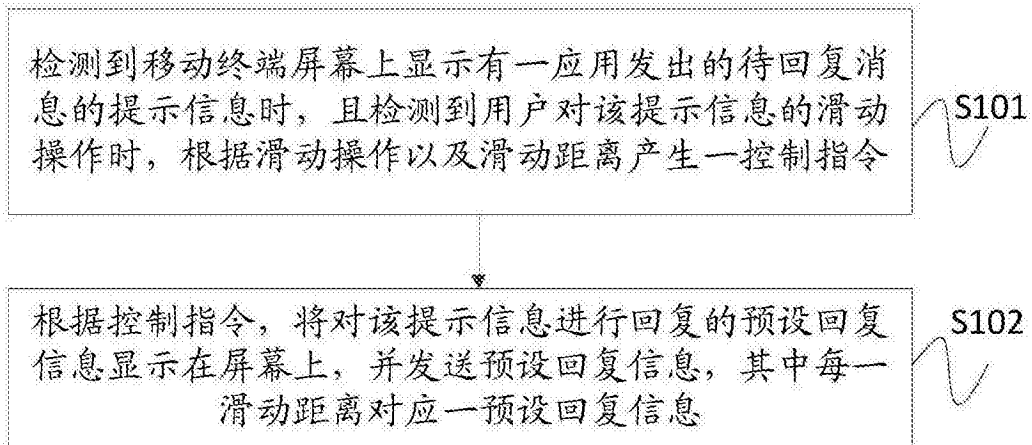 检测到移动终端屏幕上显示有一应用发出的待回复消
息的提示信息时，且检测到用户对该提示信息的滑动
操作时，根据滑动操作以及滑动距离产生一控制指令
S101
根据控制指令，将对该提示信息进行回复的预设回复
信息显示在屏幕上，并发送预设回复信息，其中每一
滑动距离对应一预设回复信息
S102